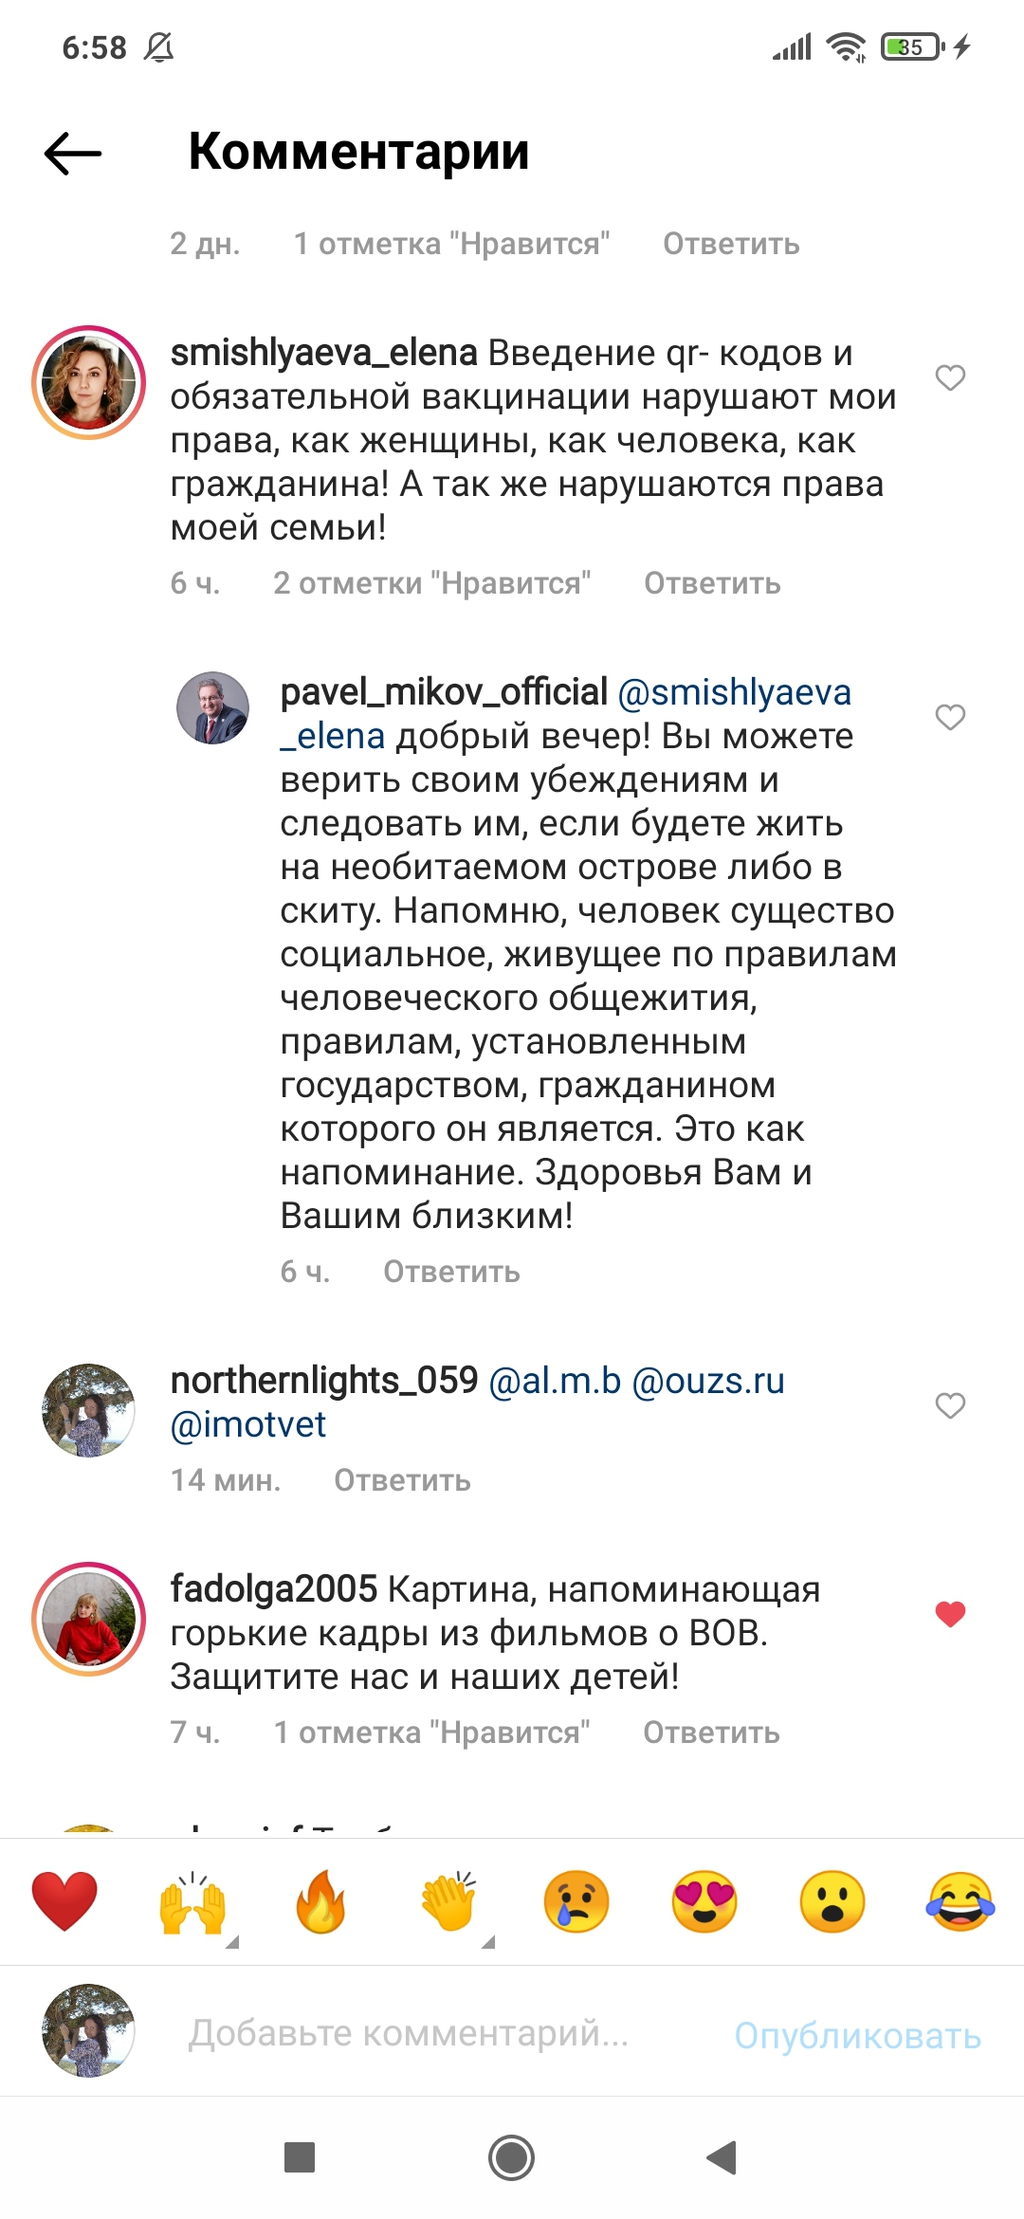 6:58
35
Комментарии
2 дн. 1 отметка "Нравится" Ответить
smishlyaeva_elena Введение qr- кодов и
обязательной вакцинации нарушают мои
права, как женщины, как человека, как
гражданина! А так же нарушаются права
моей семьи!
6 ч. 2 отметки "Нравится" Ответить
pavel_mikov_official @smishlyaeva
_elena добрый вечер! Вы можете
верить своим убеждениям и
следовать им, если будете жить
на необитаемом острове либо в
скиту. Напомню, человек существо
социальное, живущее по правилам
человеческого общежития,
правилам, установленным
государством, гражданином
которого он является. Это как
напоминание. Здоровья Вам и
Вашим близким!
6 ч. Ответить
northernlights_059 @al.m.b @ouzs.ru
@imotvet
14 мин. Ответить
fadolga2005 Картина, напоминающая
горькие кадры из фильмов о ВОВ.
Защитите нас и наших детей!
7 ч. 1 отметка "Нравится" Ответить
Добавьте комментарий... Опубликовать